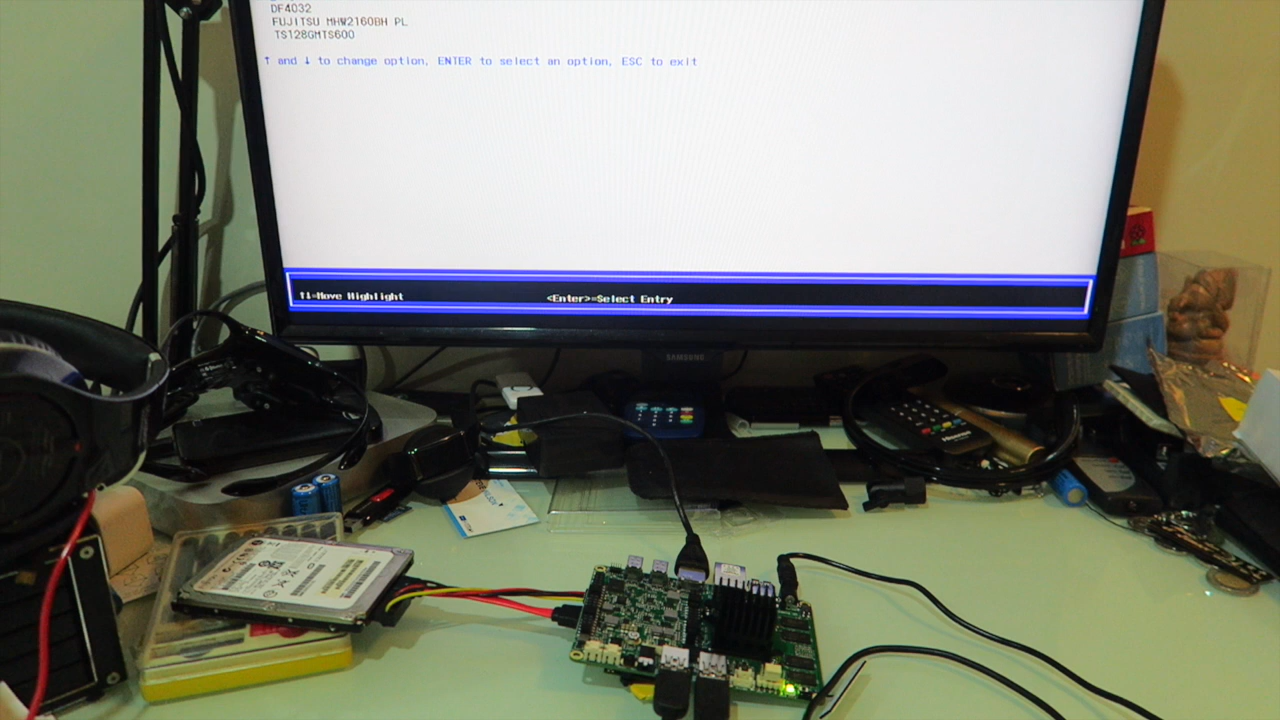 DF4032
FUJITSU MHW2160BH PL
TS128GMTS600
↑ and ↓ to change option, ENTER to select an option, ESC to exit
↑↓=Move Highlight
<Enter>=Select Entry
SAMSUNG